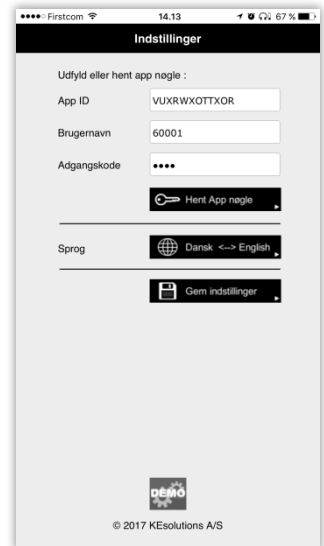 Firstcom 14.13 67 %
Indstillinger
Udfyld eller hent app nøgle :
App ID VUXRWXOTTXOR
Brugernavn 60001
Adgangskode ••••
Hent App nøgle
Sprog Dansk <--> English
Gem indstillinger
DEMO
© 2017 KEsolutions A/S